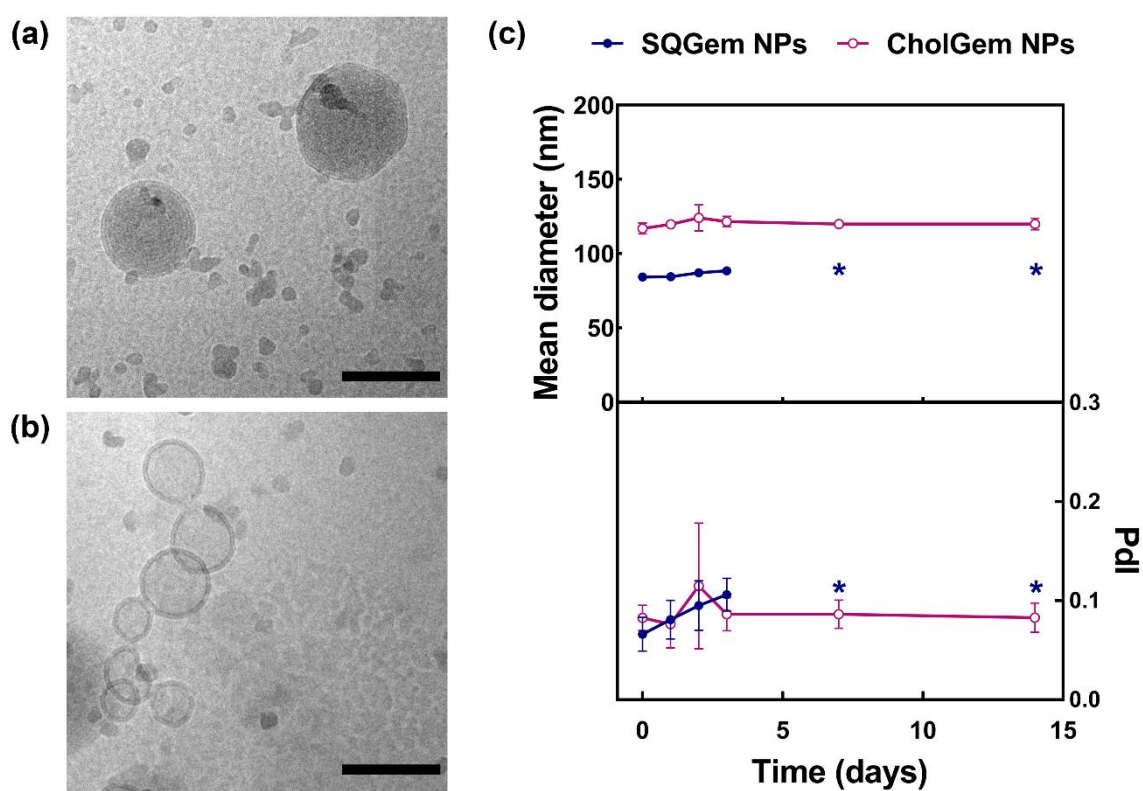 (a)
(b)
(c)
SQGem NPs
CholGem NPs
200
150
100
50
0
Mean diameter (nm)
*
*
0.3
0.2
0.1
0.0
PdI
*
*
0
5
10
15
Time (days)